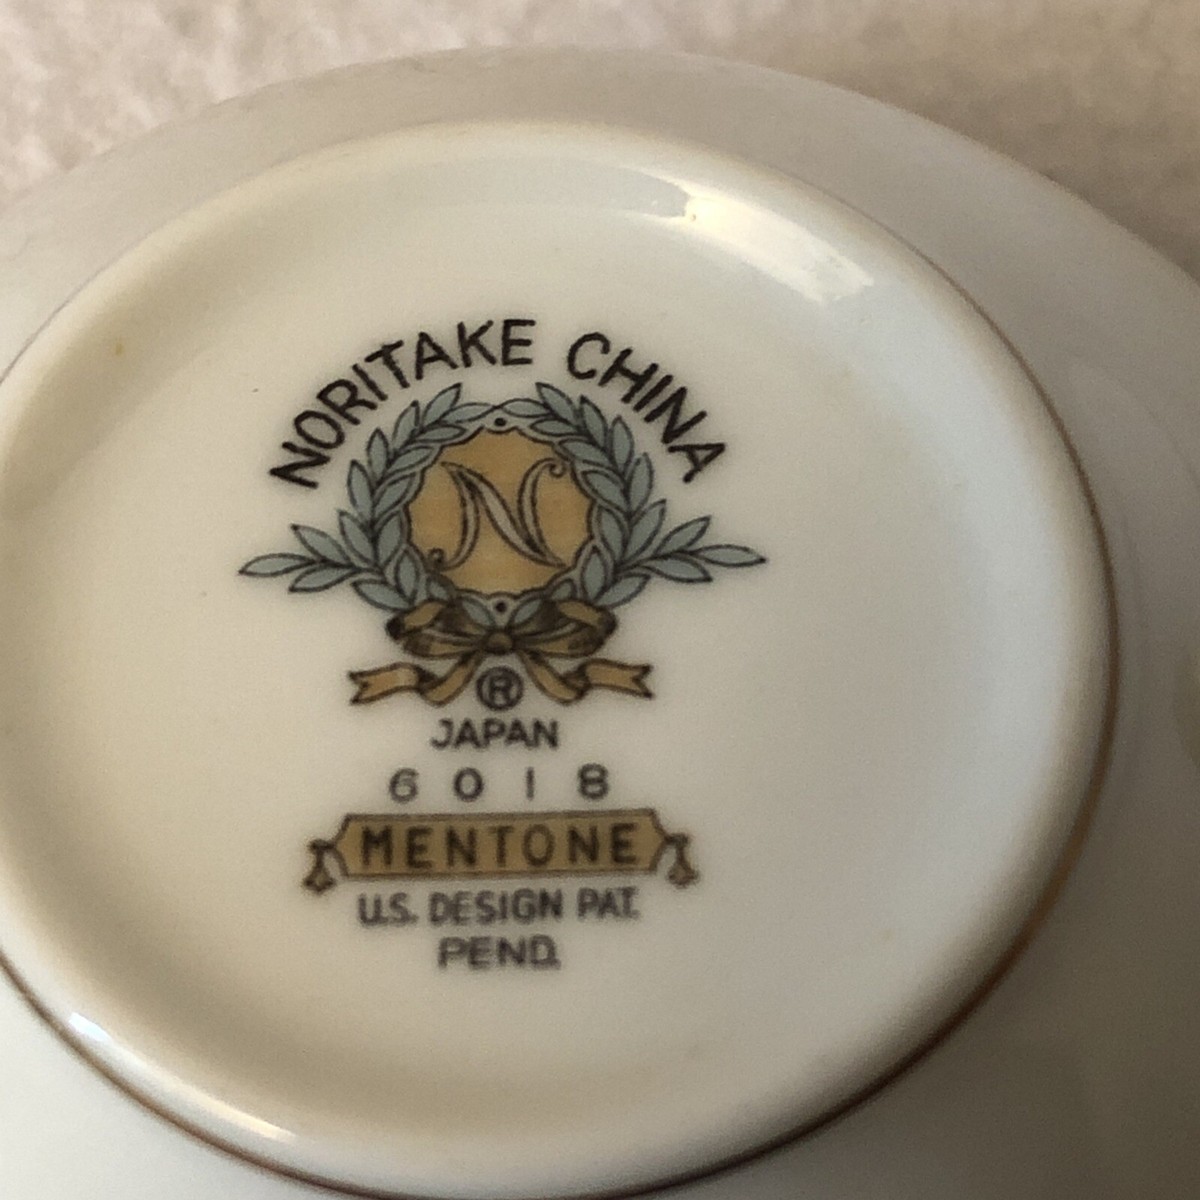 NORITAKE CHINA
N
®
JAPAN
6018
MENTONE
U.S. DESIGN PAT.
PEND.